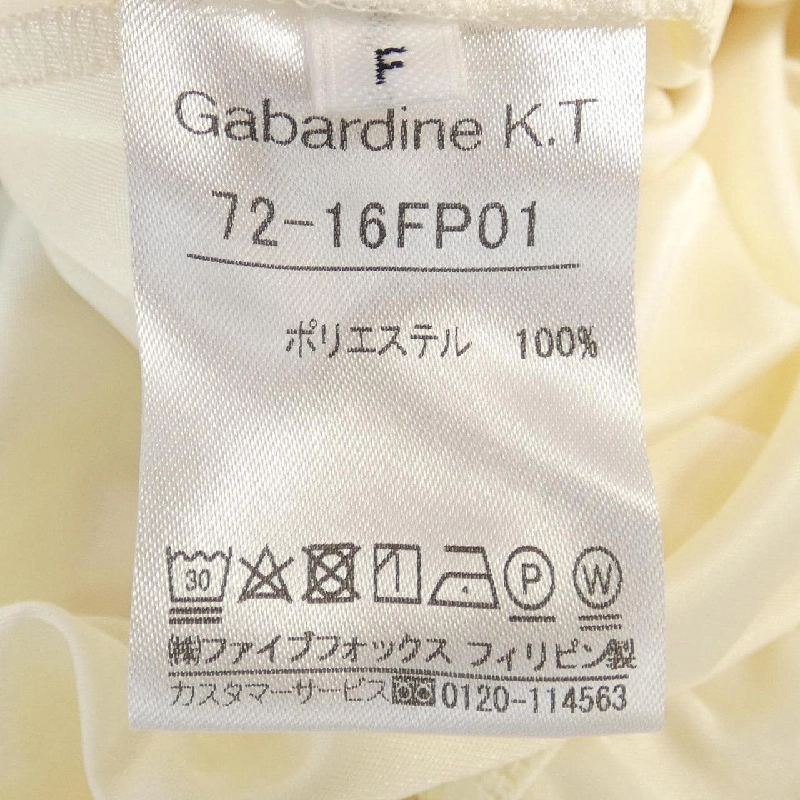 F
Gabardine K.T
72-16FP01
ポリエステル 100%
30 P W
㈱ファイブフォックス フィリピン製
カスタマーサービス 0120-114563